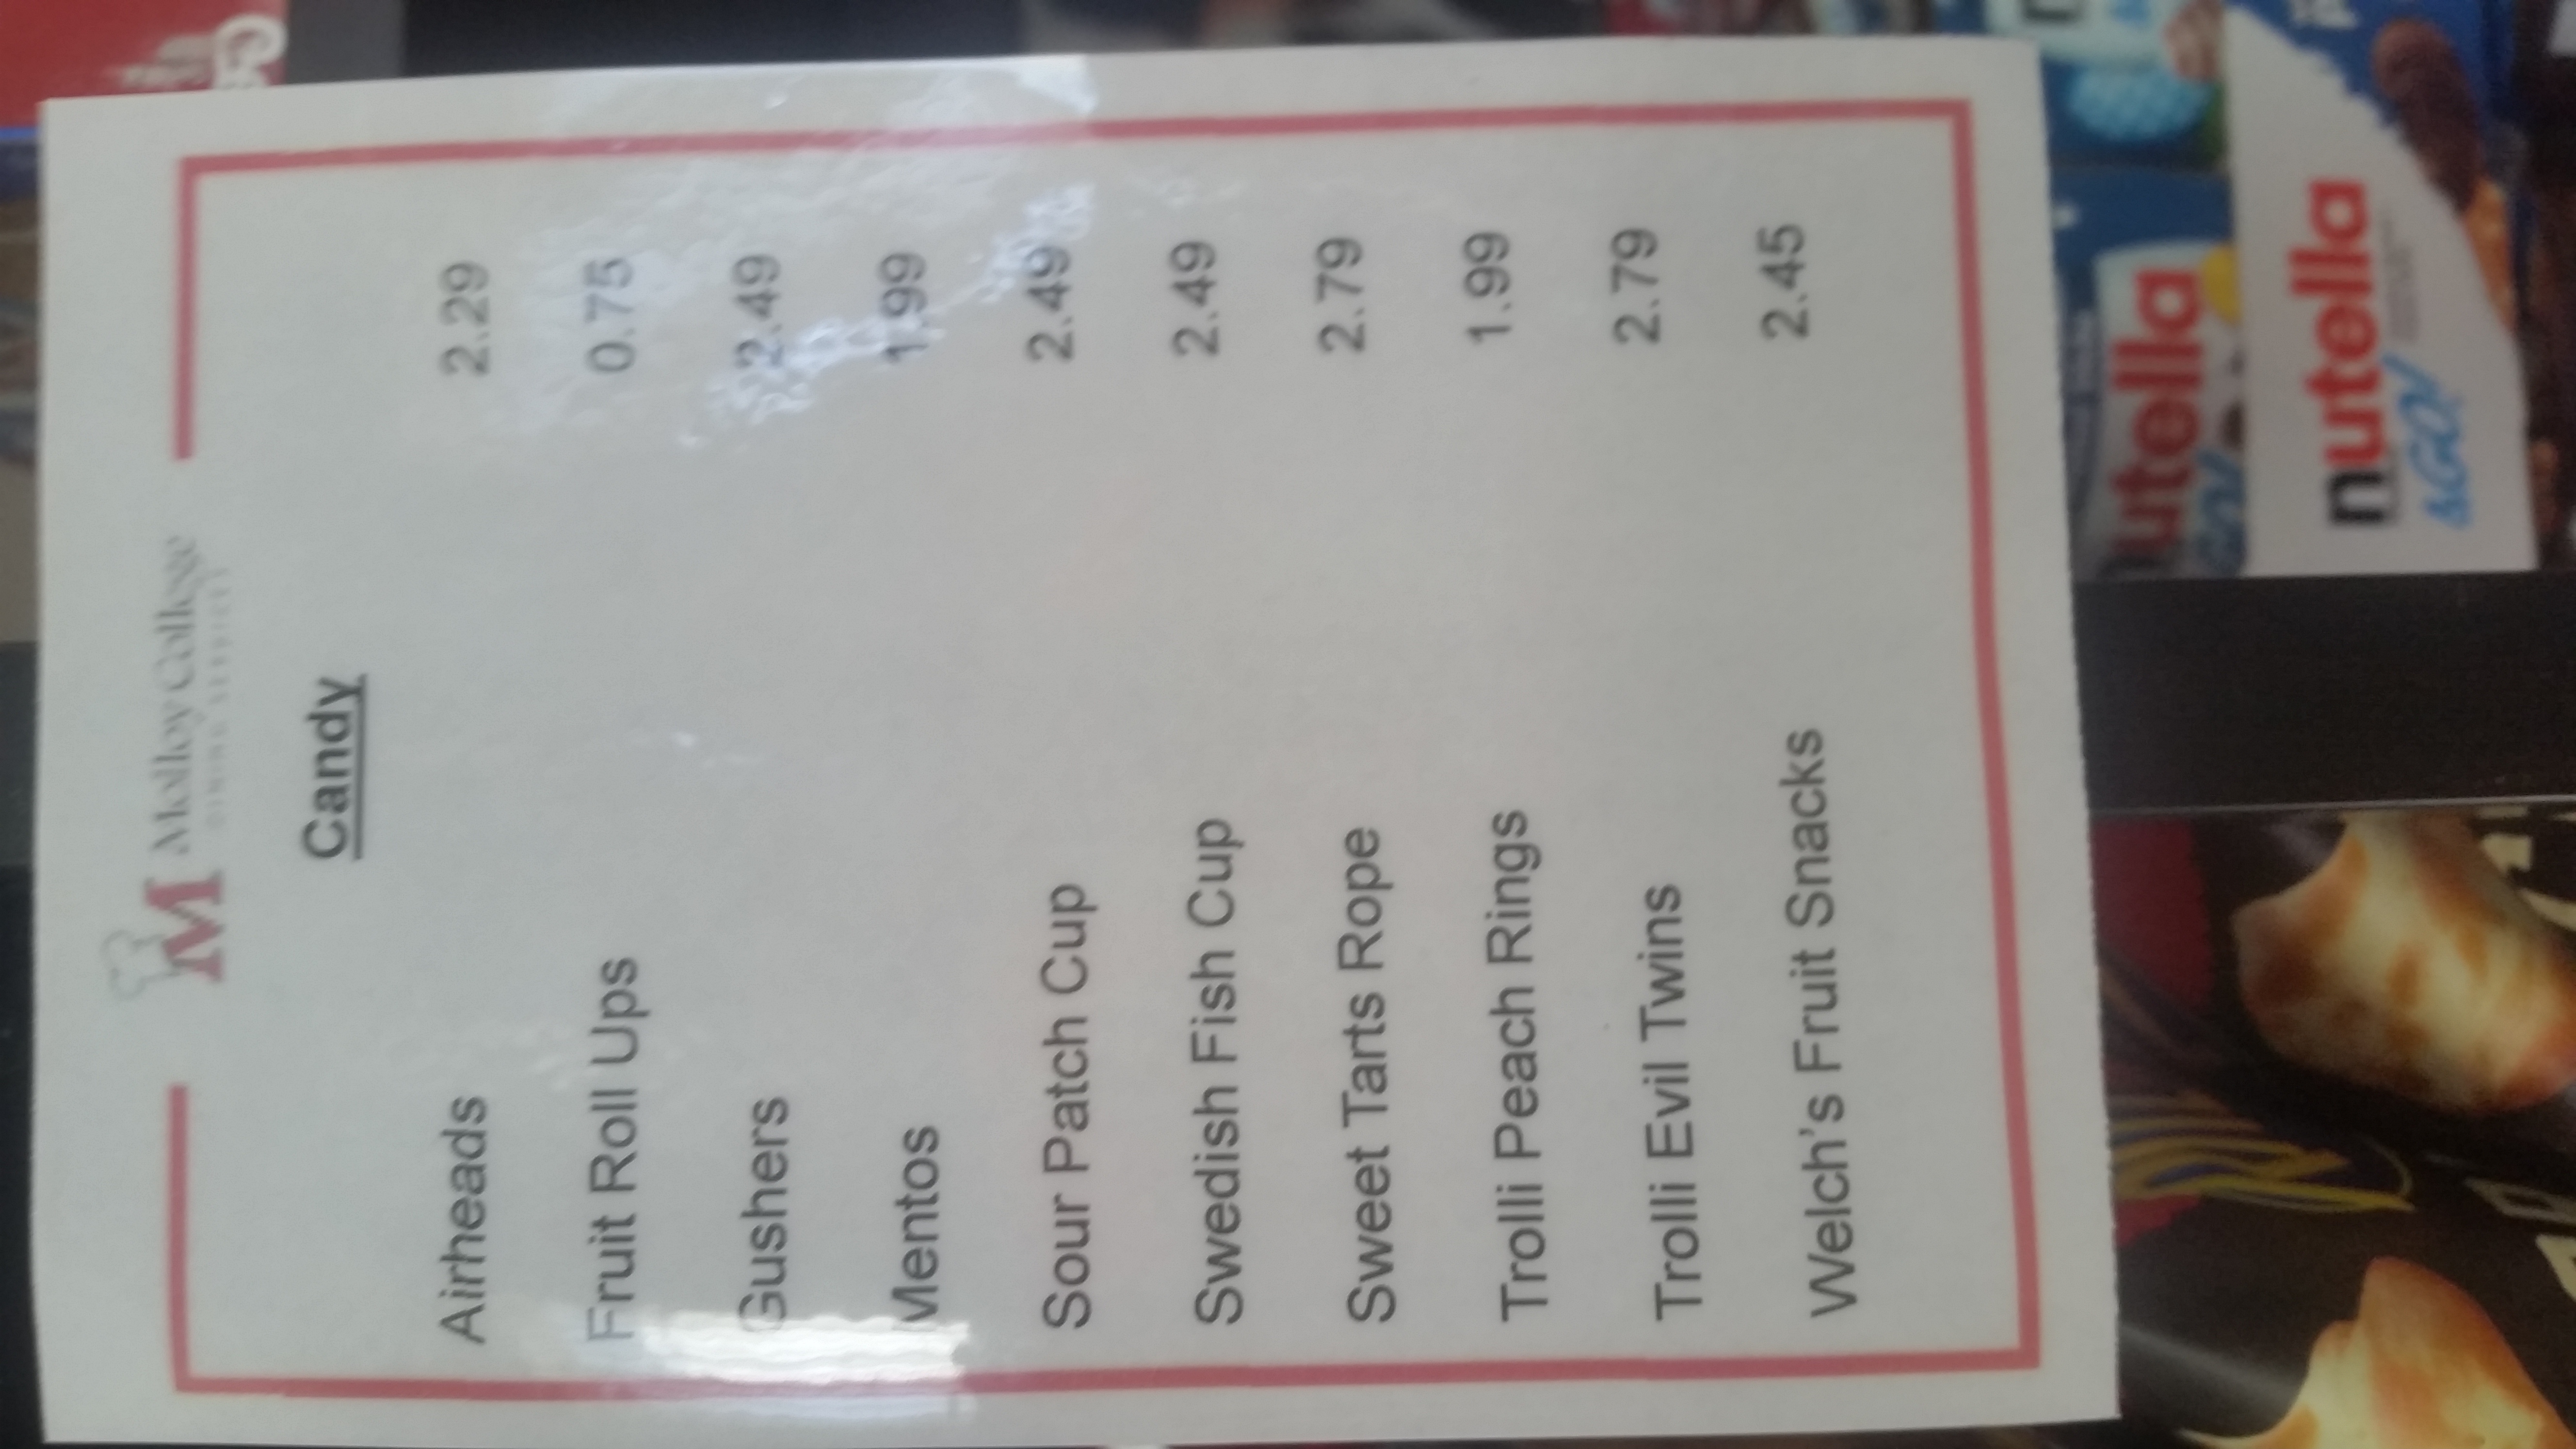 M Molloy College
DINING SERVICES
Candy
Airheads 2.29
Fruit Roll Ups 0.75
Gushers 2.49
Mentos 1.99
Sour Patch Cup 2.49
Swedish Fish Cup 2.49
Sweet Tarts Rope 2.79
Trolli Peach Rings 1.99
Trolli Evil Twins 2.79
Welch's Fruit Snacks 2.45
nutella
&GO!
nutella
&GO!